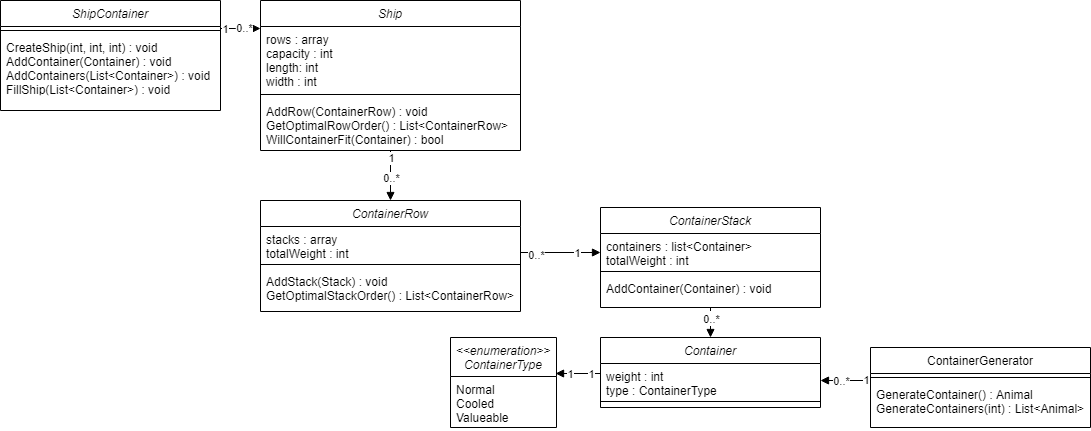 ShipContainer
CreateShip(int, int, int) : void
AddContainer(Container) : void
AddContainers(List<Container>) : void
FillShip(List<Container>) : void
1
0..*
Ship
rows : array
capacity : int
length: int
width : int
AddRow(ContainerRow) : void
GetOptimalRowOrder() : List<ContainerRow>
WillContainerFit(Container) : bool
1
0..*
ContainerRow
stacks : array
totalWeight : int
AddStack(Stack) : void
GetOptimalStackOrder() : List<ContainerRow>
0..*
1
ContainerStack
containers : list<Container>
totalWeight : int
AddContainer(Container) : void
0..*
<<enumeration>>
ContainerType
Normal
Cooled
Valueable
1
1
Container
weight : int
type : ContainerType
0..*
1
ContainerGenerator
GenerateContainer() : Animal
GenerateContainers(int) : List<Animal>